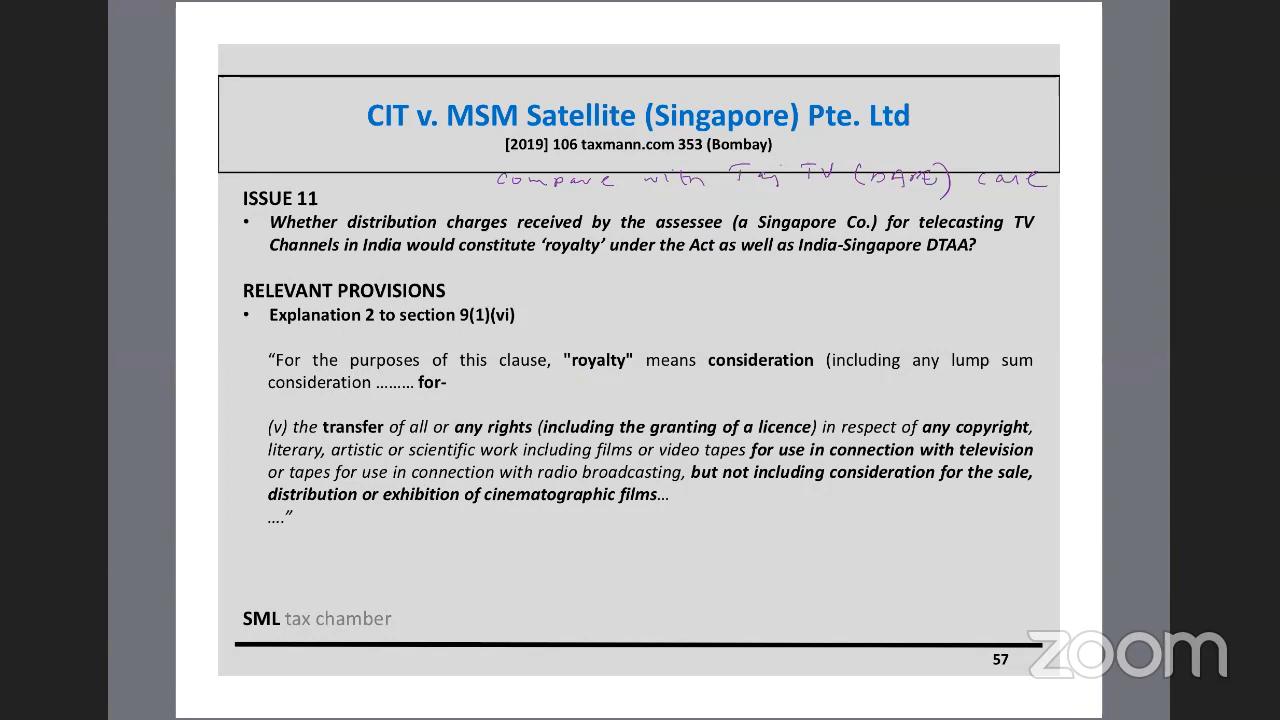 CIT v. MSM Satellite (Singapore) Pte. Ltd
[2019] 106 taxmann.com 353 (Bombay)
compare with Taj TV (DAPE) case
ISSUE 11
• Whether distribution charges received by the assessee (a Singapore Co.) for telecasting TV
Channels in India would constitute ‘royalty’ under the Act as well as India-Singapore DTAA?
RELEVANT PROVISIONS
• Explanation 2 to section 9(1)(vi)
“For the purposes of this clause, "royalty" means consideration (including any lump sum
consideration ……… for-
(v) the transfer of all or any rights (including the granting of a licence) in respect of any copyright,
literary, artistic or scientific work including films or video tapes for use in connection with television
or tapes for use in connection with radio broadcasting, but not including consideration for the sale,
distribution or exhibition of cinematographic films…
….”
SML tax chamber
57
zoom